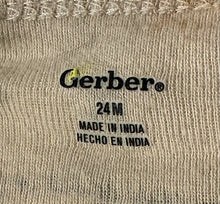 Gerber®
24M
MADE IN INDIA
HECHO EN INDIA